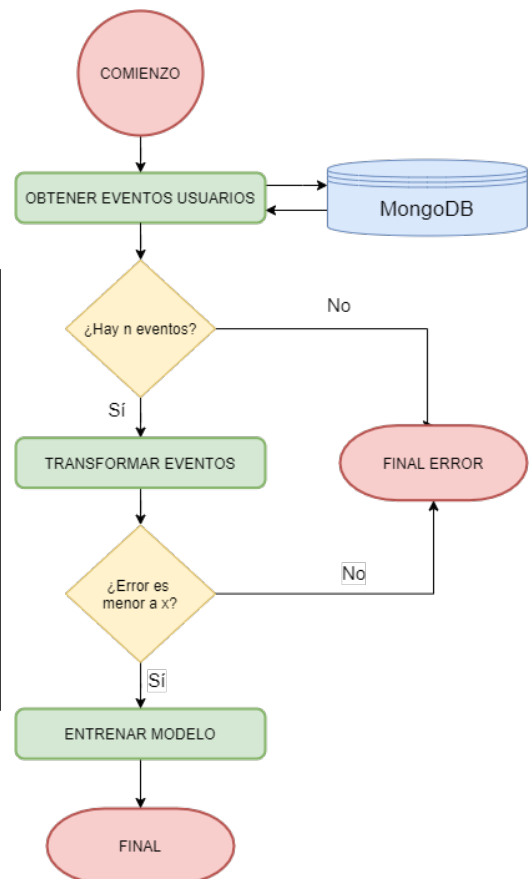 COMIENZO
OBTENER EVENTOS USUARIOS
MongoDB
¿Hay n eventos?
No
Sí
TRANSFORMAR EVENTOS
FINAL ERROR
¿Error es
menor a x?
No
Sí
ENTRENAR MODELO
FINAL